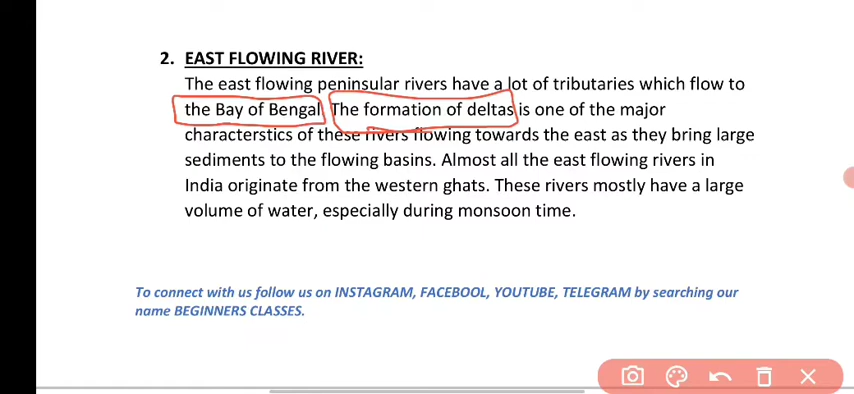 2. EAST FLOWING RIVER:
The east flowing peninsular rivers have a lot of tributaries which flow to
the Bay of Bengal. The formation of deltas is one of the major
characterstics of these rivers flowing towards the east as they bring large
sediments to the flowing basins. Almost all the east flowing rivers in
India originate from the western ghats. These rivers mostly have a large
volume of water, especially during monsoon time.
To connect with us follow us on INSTAGRAM, FACEBOOL, YOUTUBE, TELEGRAM by searching our
name BEGINNERS CLASSES.